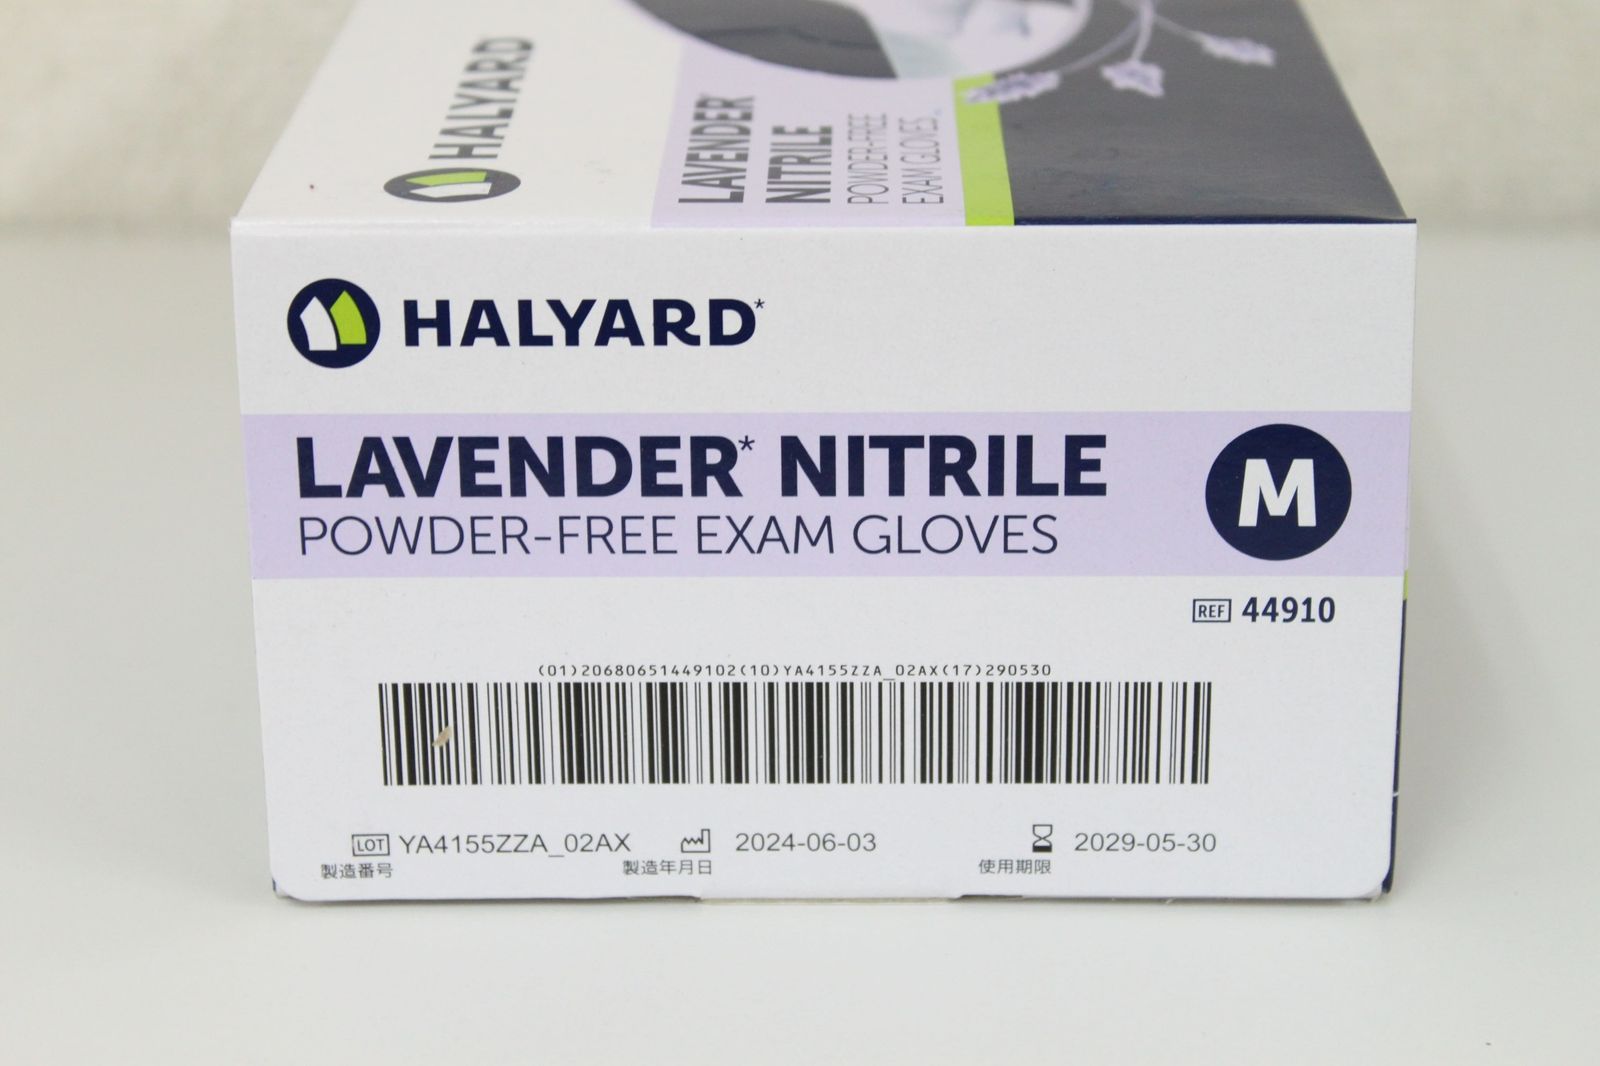 HALYARD
LAVENDER
NITRILE
POWDER-FREE
EXAM GLOVES
HALYARD*
LAVENDER* NITRILE
POWDER-FREE EXAM GLOVES
M
REF 44910
(01)20680651449102(10)YA4155ZZA_02AX(17)290530
LOT YA4155ZZA_02AX 2024-06-03 2029-05-30
製造番号 製造年月日 使用期限